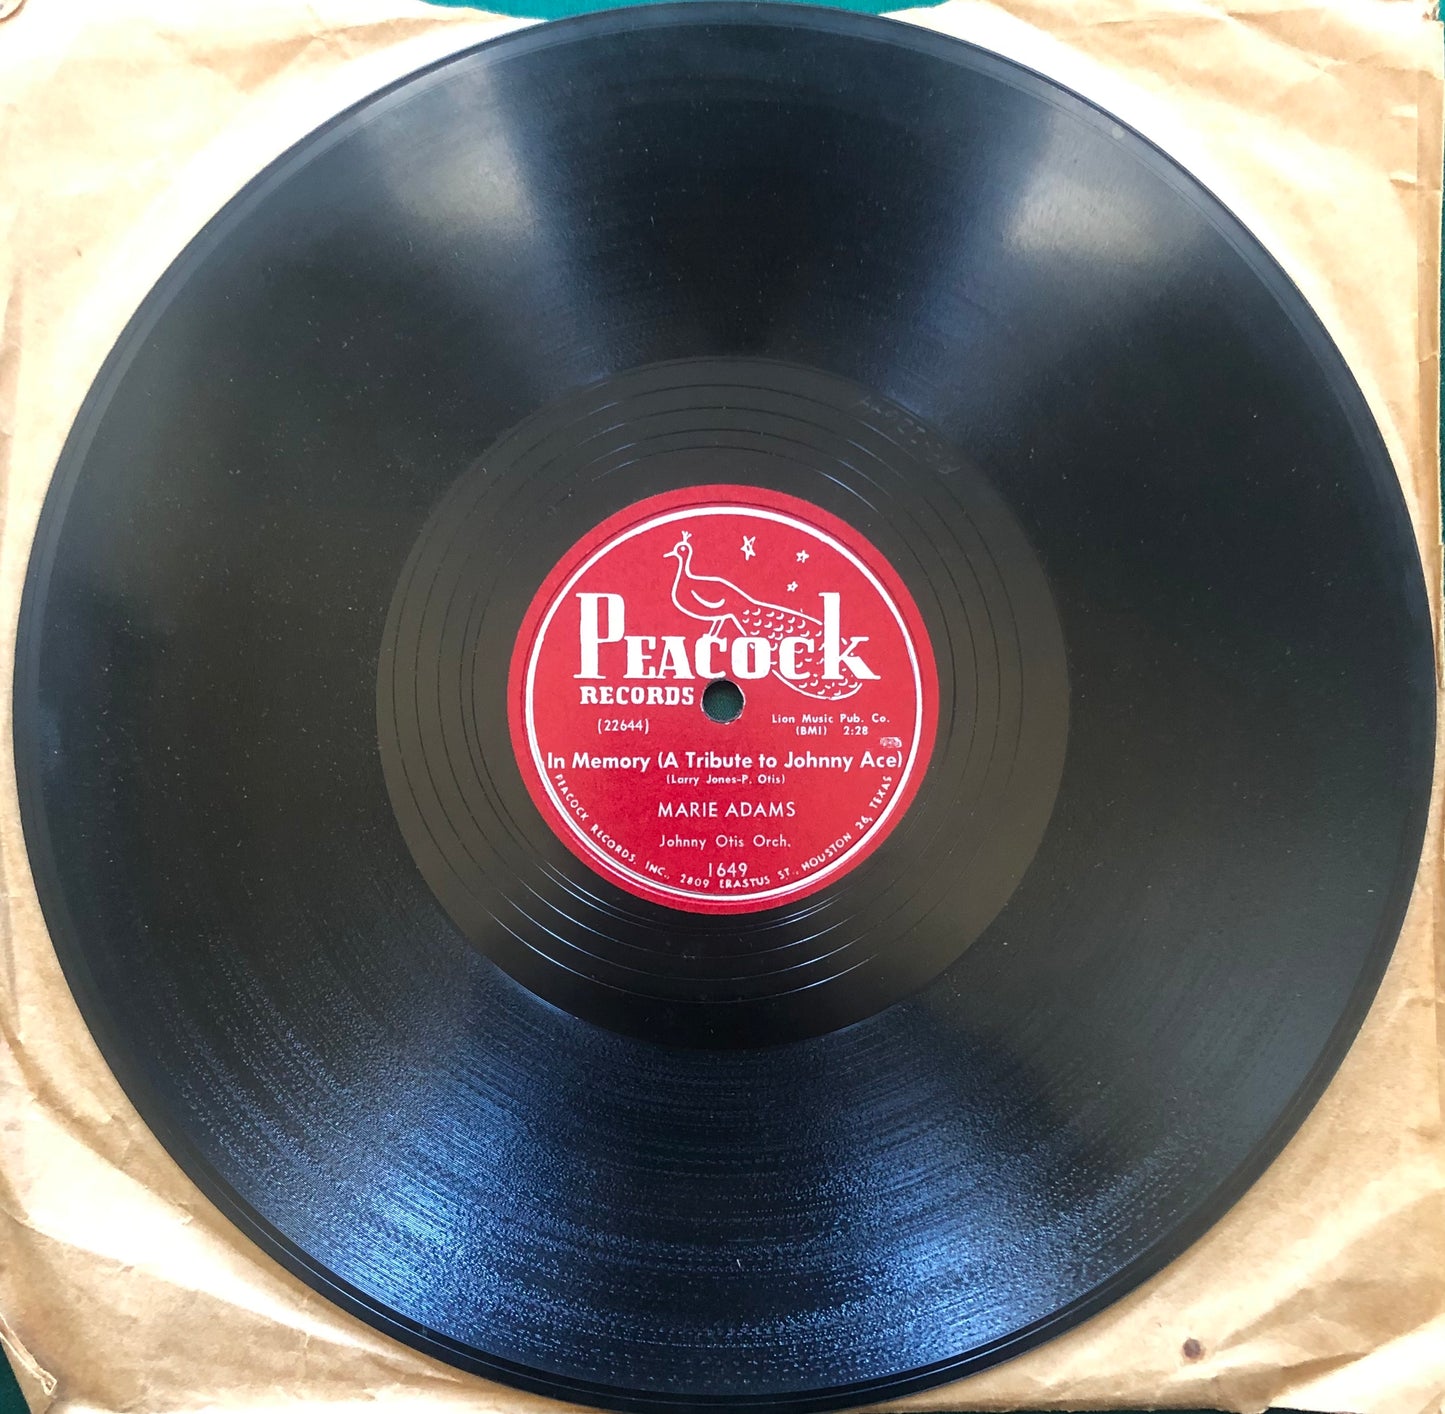 PEACOCK
RECORDS
(22644)
Lion Music Pub. Co.
(BMI) 2:28
In Memory (A Tribute to Johnny Ace)
(Larry Jones-P. Otis)
MARIE ADAMS
Johnny Otis Orch.
1649
PEACOCK RECORDS, INC., 2809 ERASTUS ST., HOUSTON 26, TEXAS